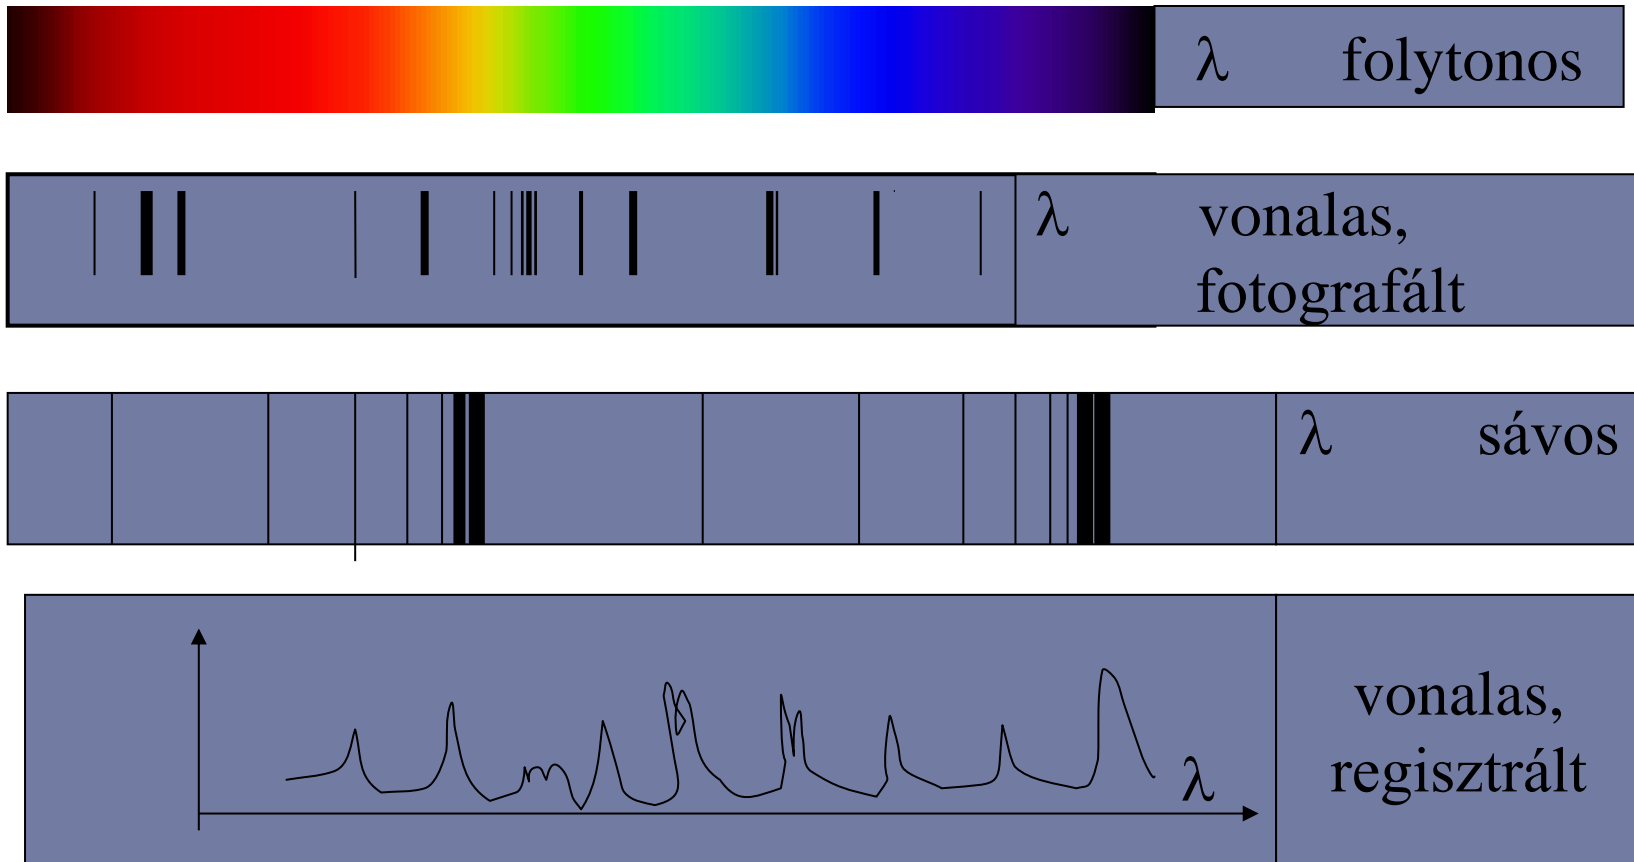 λ folytonos
λ vonalas,
fotografált
λ sávos
vonalas,
λ regisztrált